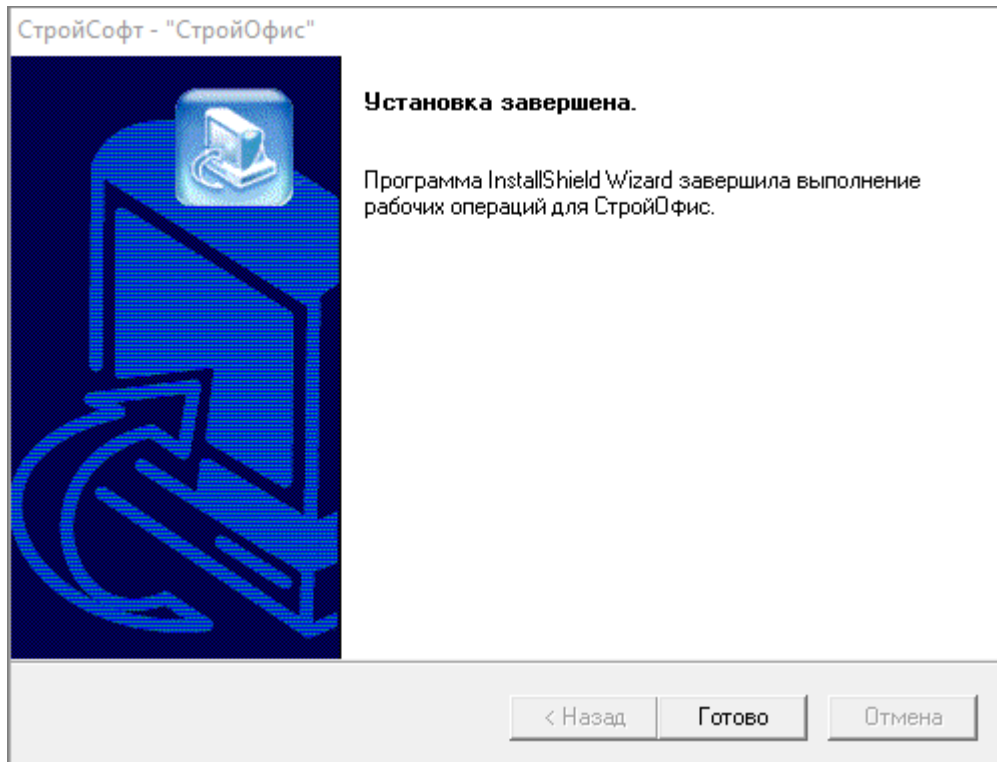 СтройСофт - "СтройОфис"
Установка завершена.
Программа InstallShield Wizard завершила выполнение
рабочих операций для СтройОфис.
< Назад
Готово
Отмена